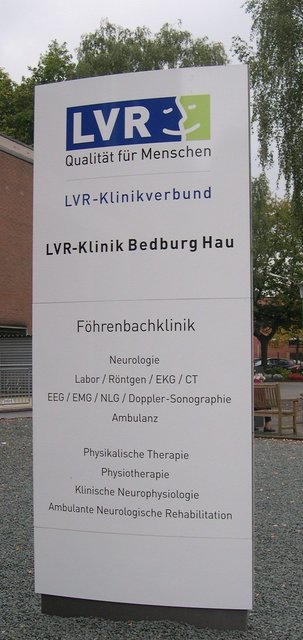 LVR
Qualität für Menschen
LVR-Klinikverbund
LVR-Klinik Bedburg Hau
Föhrenbachklinik
Neurologie
Labor / Röntgen / EKG / CT
EEG / EMG / NLG / Doppler-Sonographie
Ambulanz
Physikalische Therapie
Physiotherapie
Klinische Neurophysiologie
Ambulante Neurologische Rehabilitation